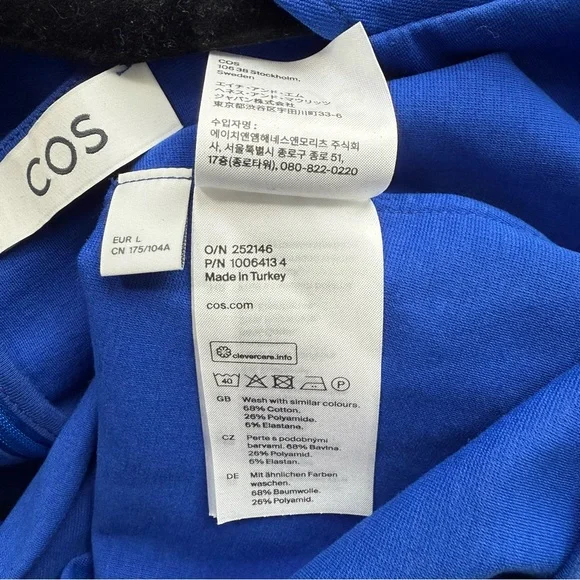 COS
EUR L
CN 175/104A
COS
106 38 Stockholm,
Sweden
エイチ・アンド・エム
ヘネス・アンド・マウリッツ
ジャパン株式会社
東京都渋谷区宇田川町33-6
수입자명 :
에이치앤엠헤네스앤모리츠 주식회
사, 서울특별시 종로구 종로 51,
17층(종로타워), 080-822-0220
O/N 252146
P/N 1006413 4
Made in Turkey
cos.com
clevercare.info
40
P
GB Wash with similar colours.
68% Cotton.
26% Polyamide.
6% Elastane.
CZ Perte s podobnými
barvami. 68% Bavlna.
26% Polyamid.
6% Elastan.
DE Mit ähnlichen Farben
waschen.
68% Baumwolle.
26% Polyamid.